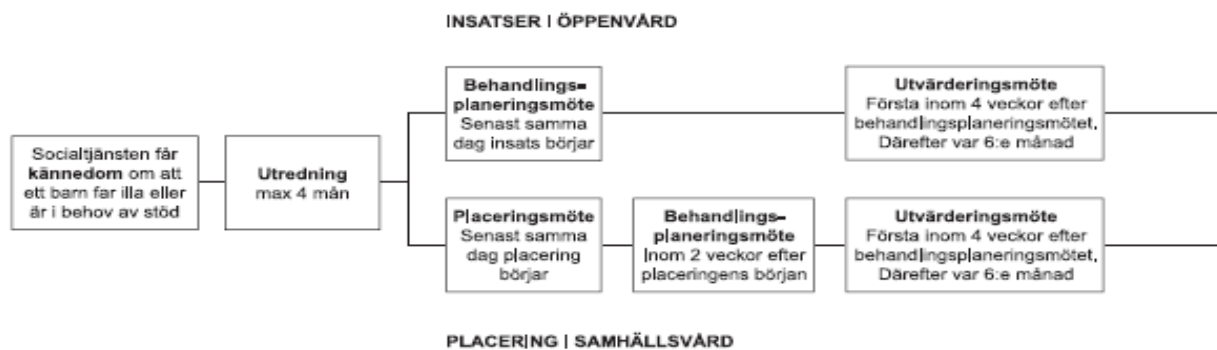 INSATSER I ÖPPENVÅRD
Socialtjänsten får
kännedom om att
ett barn far illa eller
är i behov av stöd
Utredning
max 4 mån
Behandlings-
planeringsmöte
Senast samma
dag insats börjar
Utvärderingsmöte
Första inom 4 veckor efter
behandlingsplaneringsmötet,
Därefter var 6:e månad
Placeringsmöte
Senast samma
dag placering
börjar
Behandlings-
planeringsmöte
Inom 2 veckor efter
placeringens början
Utvärderingsmöte
Första inom 4 veckor efter
behandlingsplaneringsmötet,
Därefter var 6:e månad
PLACERING I SAMHÄLLSVÅRD